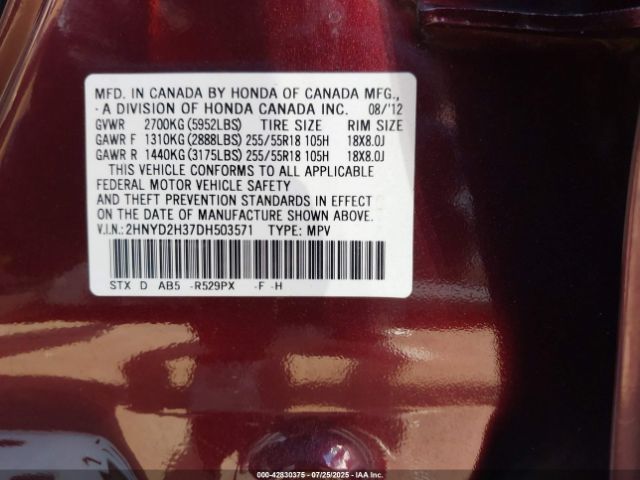 MFD. IN CANADA BY HONDA OF CANADA MFG.,
- A DIVISION OF HONDA CANADA INC. 08/'12
GVWR 2700KG (5952LBS) TIRE SIZE RIM SIZE
GAWR F 1310KG (2888LBS) 255/55R18 105H 18X8.0J
GAWR R 1440KG (3175LBS) 255/55R18 105H 18X8.0J
THIS VEHICLE CONFORMS TO ALL APPLICABLE
FEDERAL MOTOR VEHICLE SAFETY
AND THEFT PREVENTION STANDARDS IN EFFECT
ON THE DATE OF MANUFACTURE SHOWN ABOVE.
V.I.N.: 2HNYD2H37DH503571 TYPE: MPV
STX D AB5 -R529PX -F -H
000-42830375 - 07/25/2025 - IAA Inc.